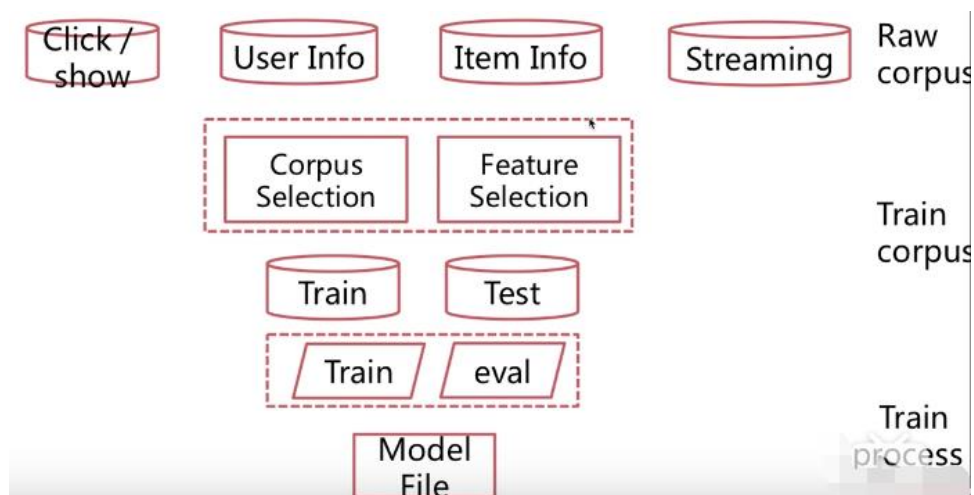 Click / show
User Info
Item Info
Streaming
Raw corpus
Corpus Selection
Feature Selection
Train corpus
Train
Test
Train
eval
Train process
Model File